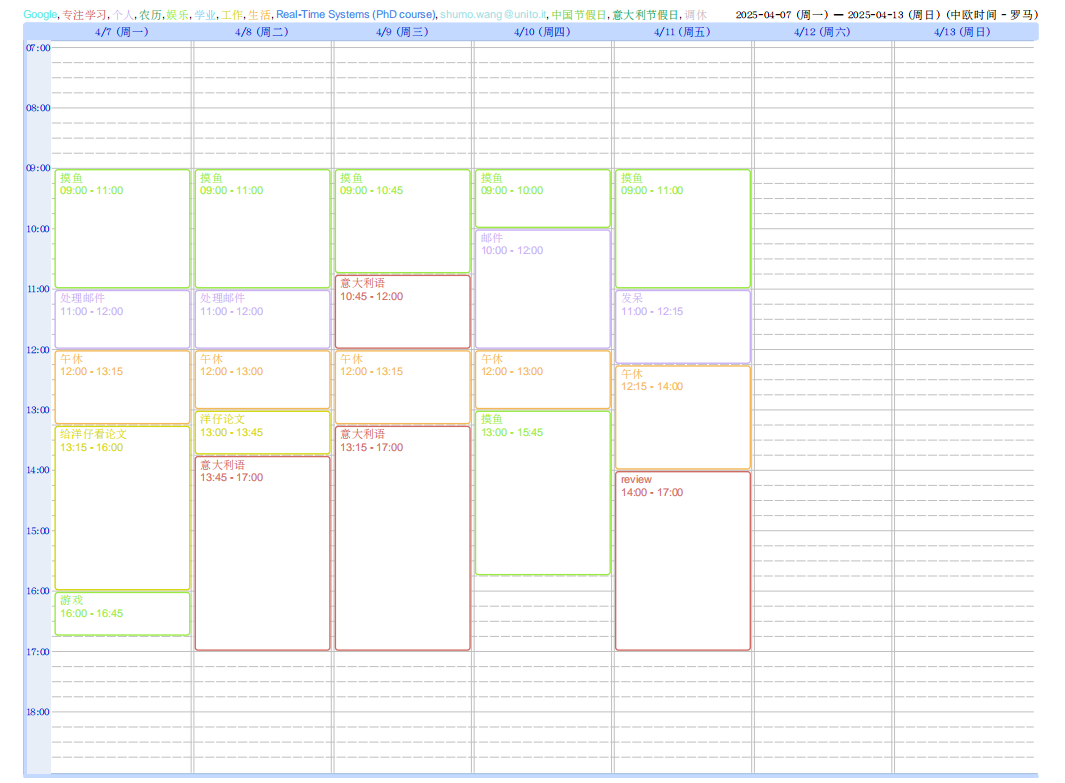 Google, 专注学习, 个人, 农历, 娱乐, 学业, 工作, 生活, Real-Time Systems (PhD course), shumo.wang@unito.it, 中国节假日, 意大利节假日, 调休
2025-04-07 (周一) — 2025-04-13 (周日) (中欧时间 - 罗马)
4/7 (周一)
4/8 (周二)
4/9 (周三)
4/10 (周四)
4/11 (周五)
4/12 (周六)
4/13 (周日)
07:00
08:00
09:00
10:00
11:00
12:00
13:00
14:00
15:00
16:00
17:00
18:00
摸鱼
09:00 - 11:00
处理邮件
11:00 - 12:00
午休
12:00 - 13:15
给洋仔看论文
13:15 - 16:00
游戏
16:00 - 16:45
摸鱼
09:00 - 11:00
处理邮件
11:00 - 12:00
午休
12:00 - 13:00
洋仔论文
13:00 - 13:45
意大利语
13:45 - 17:00
摸鱼
09:00 - 10:45
意大利语
10:45 - 12:00
午休
12:00 - 13:15
意大利语
13:15 - 17:00
摸鱼
09:00 - 10:00
邮件
10:00 - 12:00
午休
12:00 - 13:00
摸鱼
13:00 - 15:45
摸鱼
09:00 - 11:00
发呆
11:00 - 12:15
午休
12:15 - 14:00
review
14:00 - 17:00